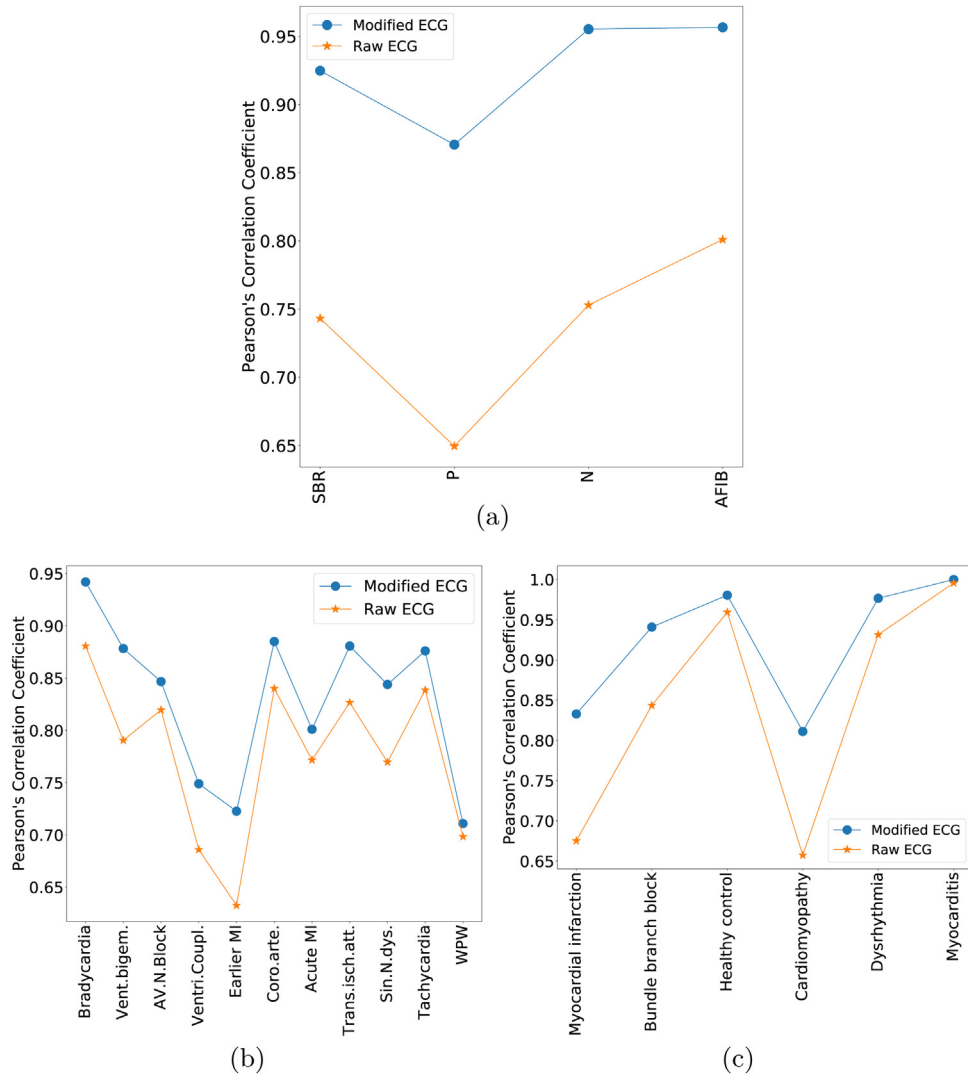 Pearson's Correlation Coefficient
0.95
0.90
0.85
0.80
0.75
0.70
0.65
Modified ECG
Raw ECG
SBR
P
N
AFIB
(a)
Pearson's Correlation Coefficient
0.95
0.90
0.85
0.80
0.75
0.70
0.65
Modified ECG
Raw ECG
Bradycardia
Vent.bigem.
AV.N.Block
Ventri.Coupl.
Earlier MI
Coro.arte.
Acute MI
Trans.isch.att.
Sin.N.dys.
Tachycardia
WPW
(b)
Pearson's Correlation Coefficient
1.0
0.95
0.90
0.85
0.80
0.75
0.70
0.65
Modified ECG
Raw ECG
Myocardial infarction
Bundle branch block
Healthy control
Cardiomyopathy
Dysrhythmia
Myocarditis
(c)